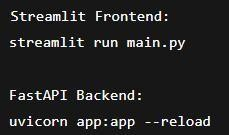 Streamlit Frontend:
streamlit run main.py
FastAPI Backend:
uvicorn app:app --reload